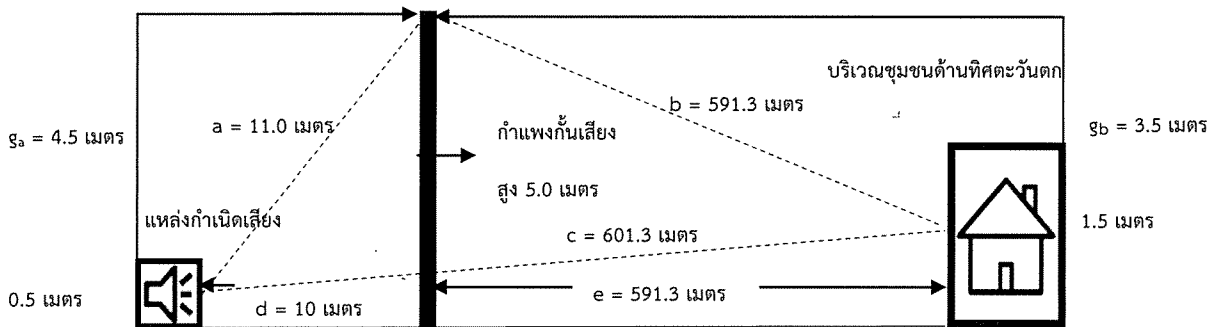 บริเวณชุมชนด้านทิศตะวันตก
b = 591.3 เมตร
gₐ = 4.5 เมตร
a = 11.0 เมตร
กำแพงกั้นเสียง
สูง 5.0 เมตร
g_b = 3.5 เมตร
แหล่งกำเนิดเสียง
1.5 เมตร
c = 601.3 เมตร
0.5 เมตร
d = 10 เมตร
e = 591.3 เมตร